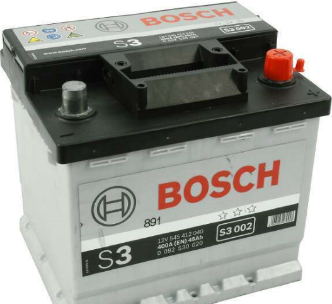 BOSCH
S3
S3 002
BOSCH
891
12V 545 412 040
400A (EN) 45Ah
0 092 S30 020
S3 002
S3